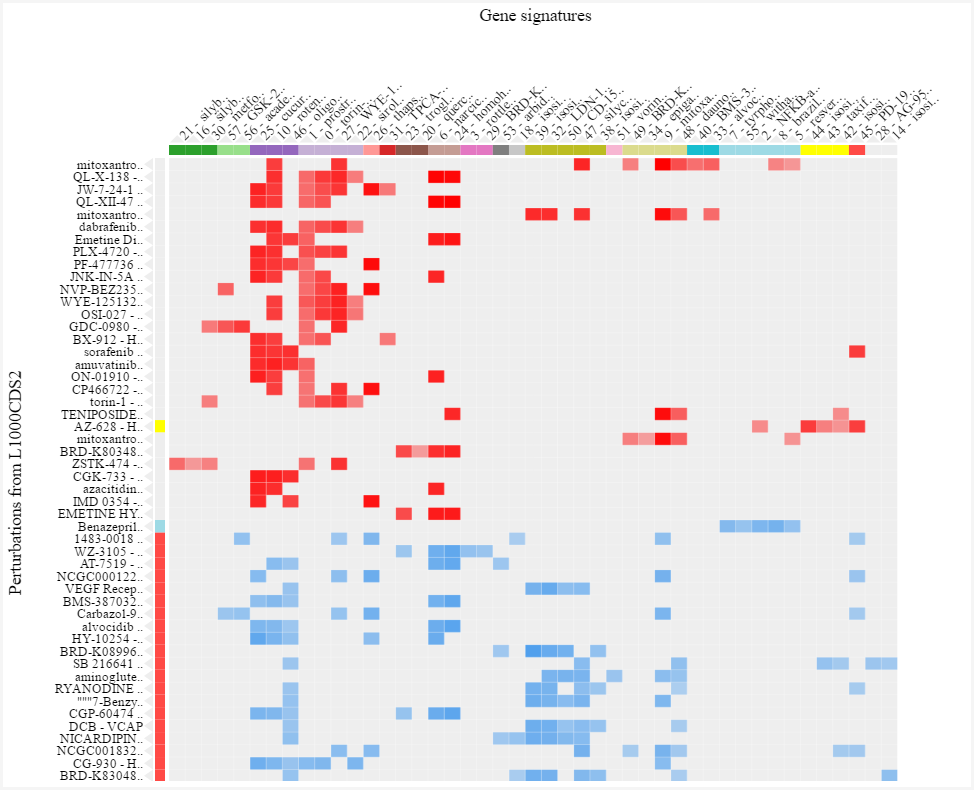 Gene signatures
21 - silyb..
16 - silyb..
30 - metfo..
57 - GSK-2..
56 - acade..
25 - cucur..
10 - roten..
46 - oligo..
1 - prostr..
0 - torin-..
27 - WYE-1..
22 - sirol..
26 - thaps..
31 - TPCA-..
23 - trogl..
20 - querc..
6 - narcic..
24 - homoh..
3 - rottle..
29 - BRD-K..
53 - arbid..
18 - isosi..
39 - isosi..
32 - LDN-1..
50 - CD-15..
47 - silyc..
38 - isosi..
51 - vorin..
49 - BRD-K..
34 - epiga..
9 - mitoxa..
48 - dauno..
40 - BMS-3..
33 - alvoc..
7 - tyrpho..
55 - witha..
2 - NFKB-a..
8 - brazil..
5 - resver..
44 - taxif..
42 - isosi..
45 - PD-19..
28 - AG-95..
14 - isosi..
Perturbations from L1000CDS2
mitoxantro..
QL-X-138 -..
JW-7-24-1 ..
QL-XII-47 ..
mitoxantro..
dabrafenib..
Emetine Di..
PLX-4720 -..
PF-477736 ..
JNK-IN-5A ..
NVP-BEZ235..
WYE-125132..
OSI-027 - ..
GDC-0980 -..
BX-912 - H..
sorafenib ..
amuvatinib..
ON-01910 -..
CP466722 -..
torin-1 - ..
TENIPOSIDE..
AZ-628 - H..
mitoxantro..
BRD-K80348..
ZSTK-474 -..
CGK-733 - ..
azacitidin..
IMD 0354 -..
EMETINE HY..
Benazepril..
1483-0018 ..
WZ-3105 - ..
AT-7519 - ..
NCGC000122..
VEGF Recep..
BMS-387032..
Carbazol-9..
alvocidib ..
HY-10254 -..
BRD-K08996..
SB 216641 ..
aminoglute..
RYANODINE ..
"""7-Benzy..
CGP-60474 ..
DCB - VCAP
NICARDIPIN..
NCGC001832..
CG-930 - H..
BRD-K83048..